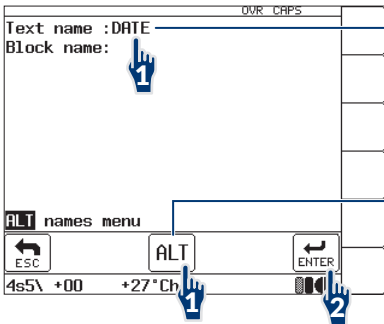 OVR CAPS
Text name :DATE
Block name:
1
ALT names menu
ESC
ALT
ENTER
4s5\ +00 +27°Ch
1
2